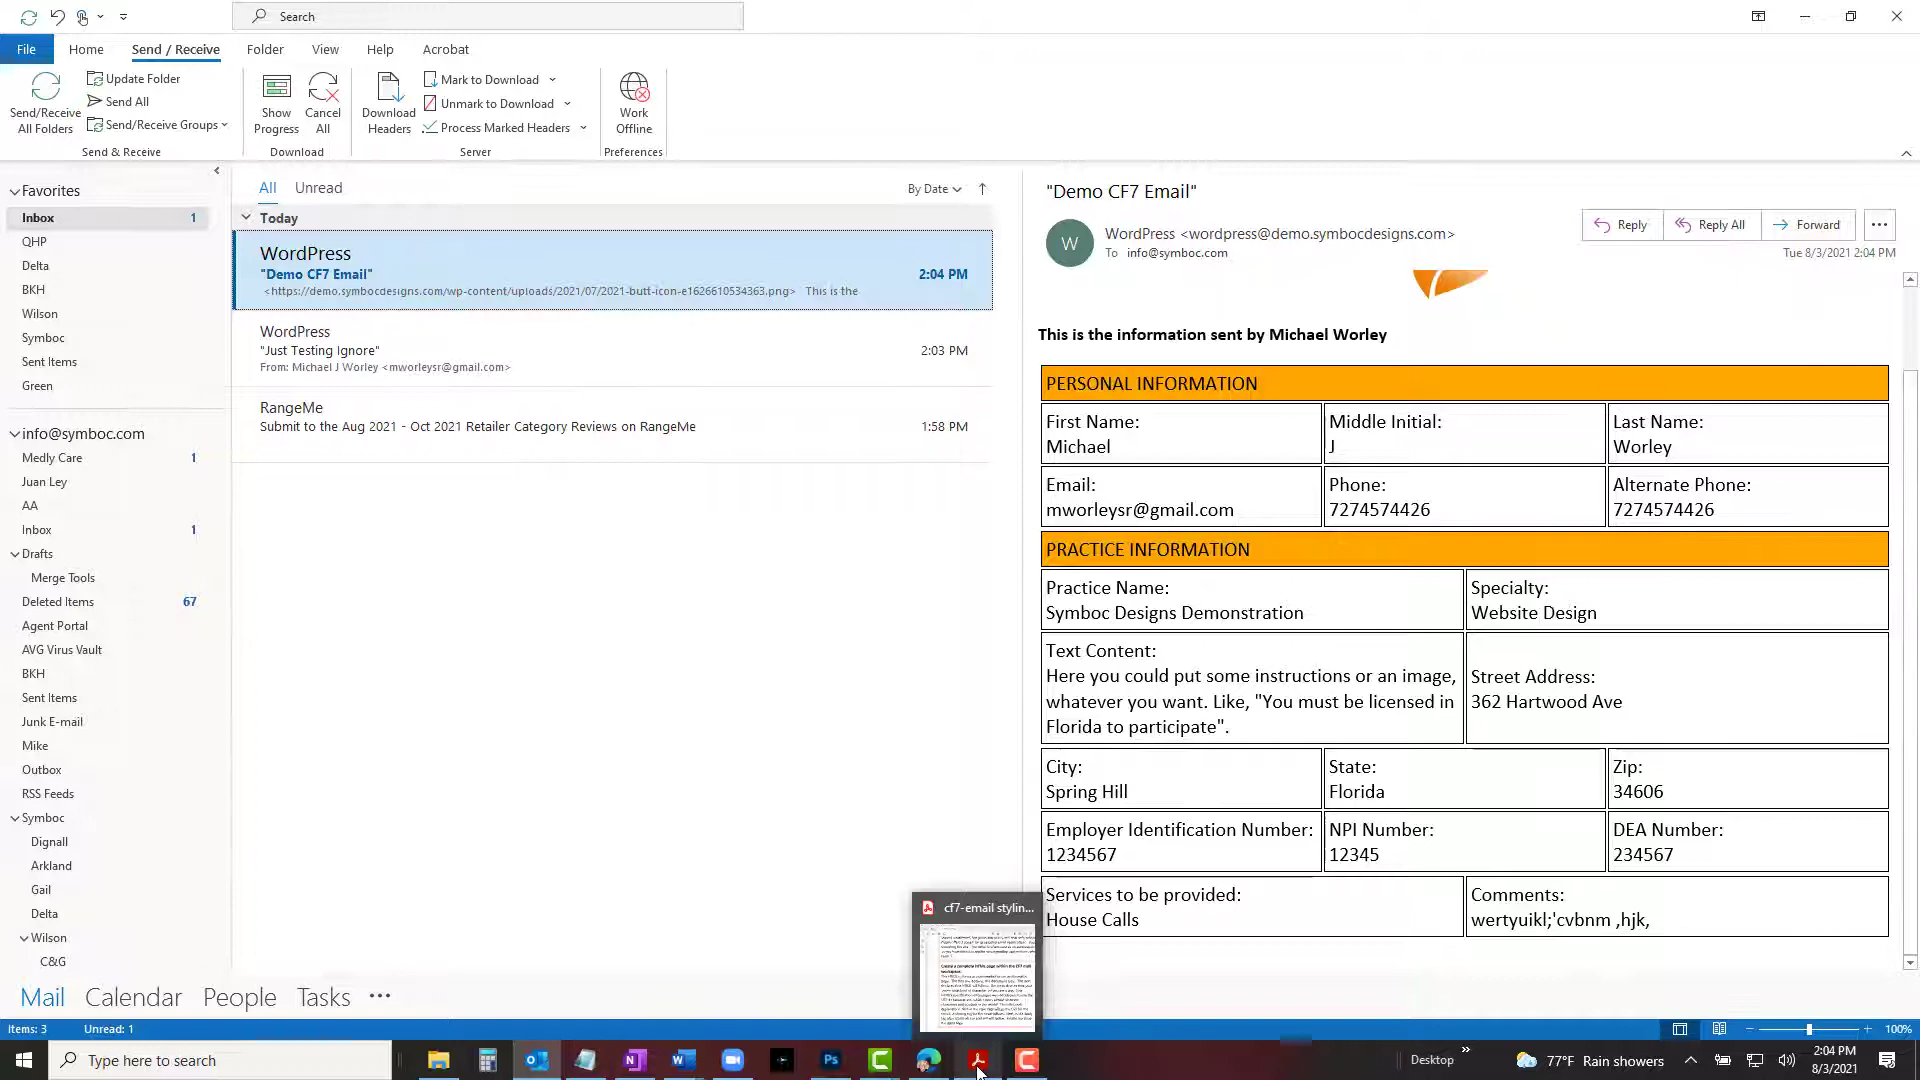 Search
File Home Send / Receive Folder View Help Acrobat
Send/Receive
All Folders
Update Folder
Send All
Send/Receive Groups
Send & Receive
Show
Progress
Cancel
All
Download
Download
Headers
Mark to Download
Unmark to Download
Process Marked Headers
Server
Work
Offline
Preferences
Favorites
Inbox 1
QHP
Delta
BKH
Wilson
Symboc
Sent Items
Green
info@symboc.com
Medly Care 1
Juan Ley
AA
Inbox 1
Drafts
Merge Tools
Deleted Items 67
Agent Portal
AVG Virus Vault
BKH
Sent Items
Junk E-mail
Mike
Outbox
RSS Feeds
Symboc
Dignall
Arkland
Gail
Delta
Wilson
C&G
Mail Calendar People Tasks
All Unread By Date
Today
WordPress
"Demo CF7 Email" 2:04 PM
<https://demo.symbocdesigns.com/wp-content/uploads/2021/07/2021-butt-icon-e1626610534363.png> This is the
WordPress
"Just Testing Ignore" 2:03 PM
From: Michael J Worley <mworleysr@gmail.com>
RangeMe
Submit to the Aug 2021 - Oct 2021 Retailer Category Reviews on RangeMe 1:58 PM
"Demo CF7 Email"
W
WordPress <wordpress@demo.symbocdesigns.com>
To info@symboc.com
Reply Reply All Forward
Tue 8/3/2021 2:04 PM
This is the information sent by Michael Worley
PERSONAL INFORMATION
First Name: Middle Initial: Last Name:
Michael J Worley
Email: Phone: Alternate Phone:
mworleysr@gmail.com 7274574426 7274574426
PRACTICE INFORMATION
Practice Name: Specialty:
Symboc Designs Demonstration Website Design
Text Content:
Here you could put some instructions or an image,
whatever you want. Like, "You must be licensed in
Florida to participate".
Street Address:
362 Hartwood Ave
City: State: Zip:
Spring Hill Florida 34606
Employer Identification Number: NPI Number: DEA Number:
1234567 12345 234567
Services to be provided: Comments:
House Calls wertyuikl;'cvbnm ,hjk,
cf7-email stylin...
Items: 3 Unread: 1 100%
Type here to search
Ps
Desktop
77°F Rain showers
2:04 PM
8/3/2021